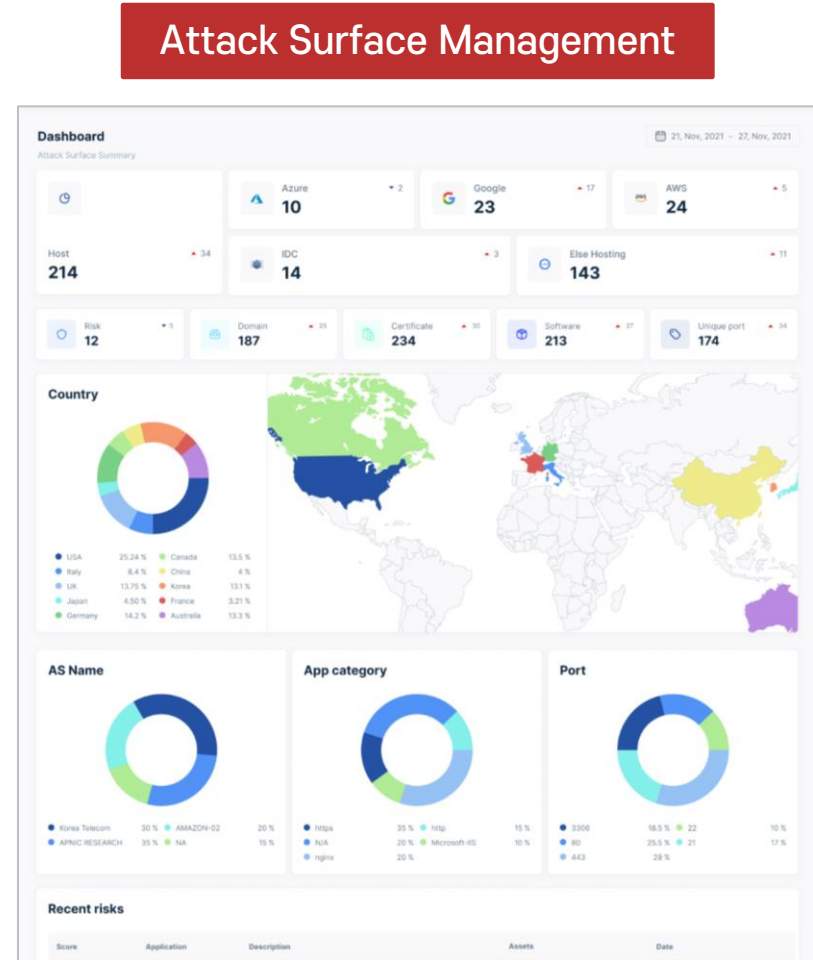 Attack Surface Management
Dashboard
Attack Surface Summary
21, Nov, 2021 – 27, Nov, 2021
Host 34
214
Azure 2
10
Google 17
23
aws
AWS 5
24
IDC 3
14
Else Hosting 11
143
Risk 5
12
Domain 25
187
Certificate 30
234
Software 27
213
Unique port 34
174
Country
USA 25.24 % Canada 13.5 %
Italy 8.4 % China 4 %
UK 13.75 % Korea 13.1 %
Japan 4.50 % France 3.21 %
Germany 14.2 % Australia 13.3 %
AS Name
Korea Talecom 30 % AMAZON-02 20 %
APNIC RESEARCH 35 % NA 15 %
App category
https 35 % http 15 %
N/A 20 % Microsoft-IIS 10 %
nginx 20 %
Port
3306 18.5 % 22 10 %
80 25.5 % 21 17 %
443 29 %
Recent risks
Score Application Description Assets Date